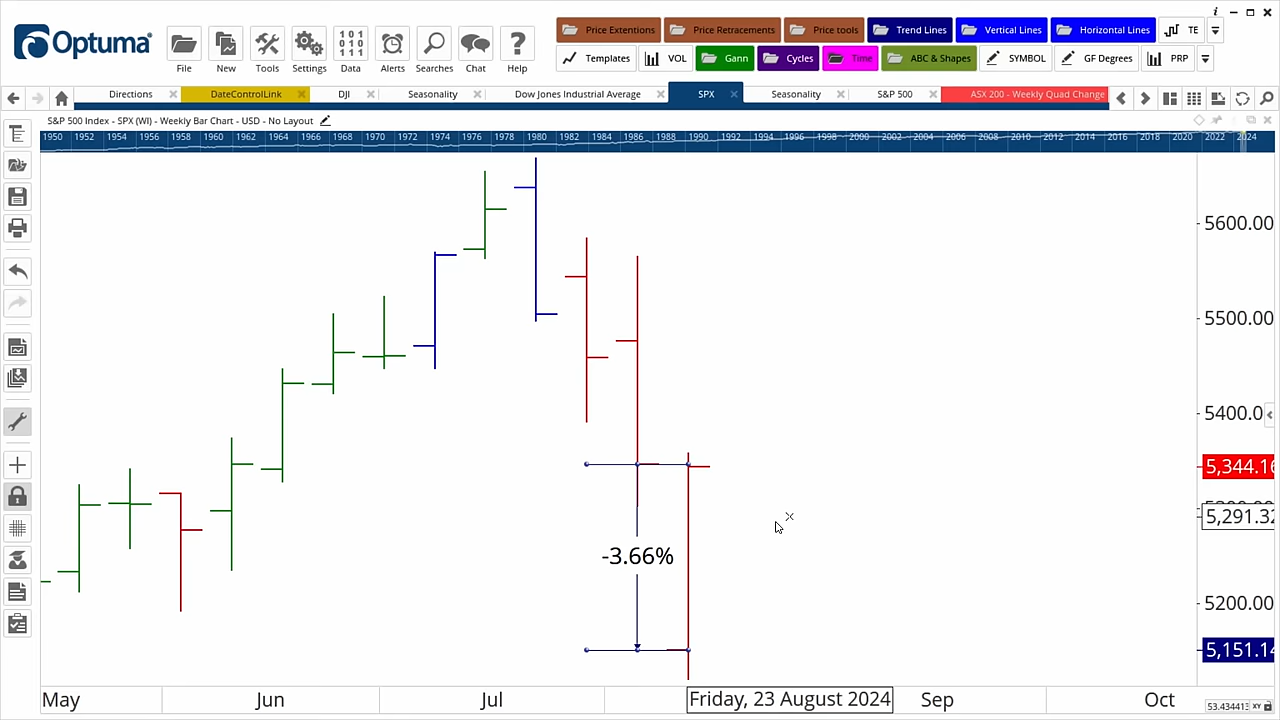 Optuma
File
New
Tools
Settings
Data
Alerts
Searches
Chat
Help
Price Extentions
Price Retracements
Price tools
Trend Lines
Vertical Lines
Horizontal Lines
TE
Templates
VOL
Gann
Cycles
Time
ABC & Shapes
SYMBOL
GF Degrees
PRP
Directions
DateControlLink
DJI
Seasonality
Dow Jones Industrial Average
SPX
Seasonality
S&P 500
ASX 200 - Weekly Quad Change
S&P 500 Index - SPX (WI) - Weekly Bar Chart - USD - No Layout
1950 1952 1954 1956 1958 1960 1962 1964 1966 1968 1970 1972 1974 1976 1978 1980 1982 1984 1986 1988 1990 1992 1994 1996 1998 2000 2002 2004 2006 2008 2010 2012 2014 2016 2018 2020 2022 2024
5600.00
5500.00
5400.0
5,344.16
5,291.32
-3.66%
5200.00
5,151.14
May
Jun
Jul
Friday, 23 August 2024
Sep
Oct
XY